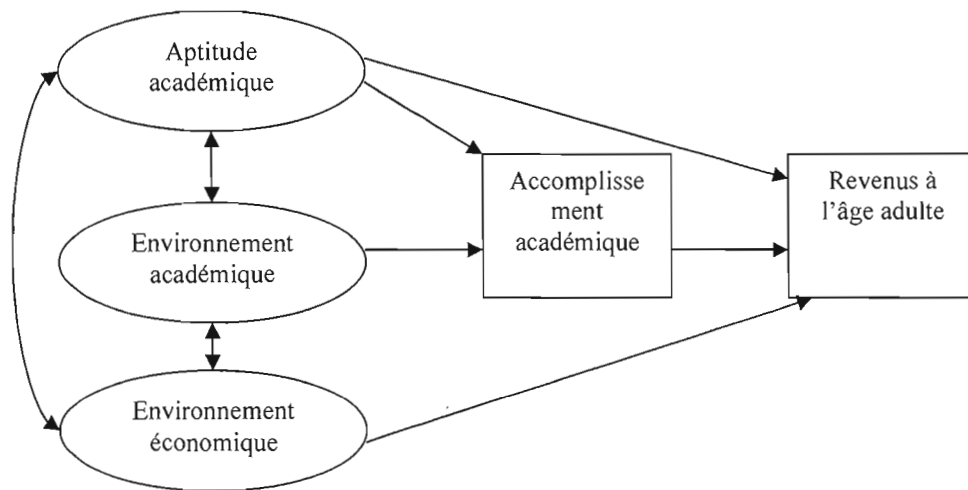 Aptitude
académique
Environnement
académique
Environnement
économique
Accomplisse
ment
académique
Revenus à
l'âge adulte